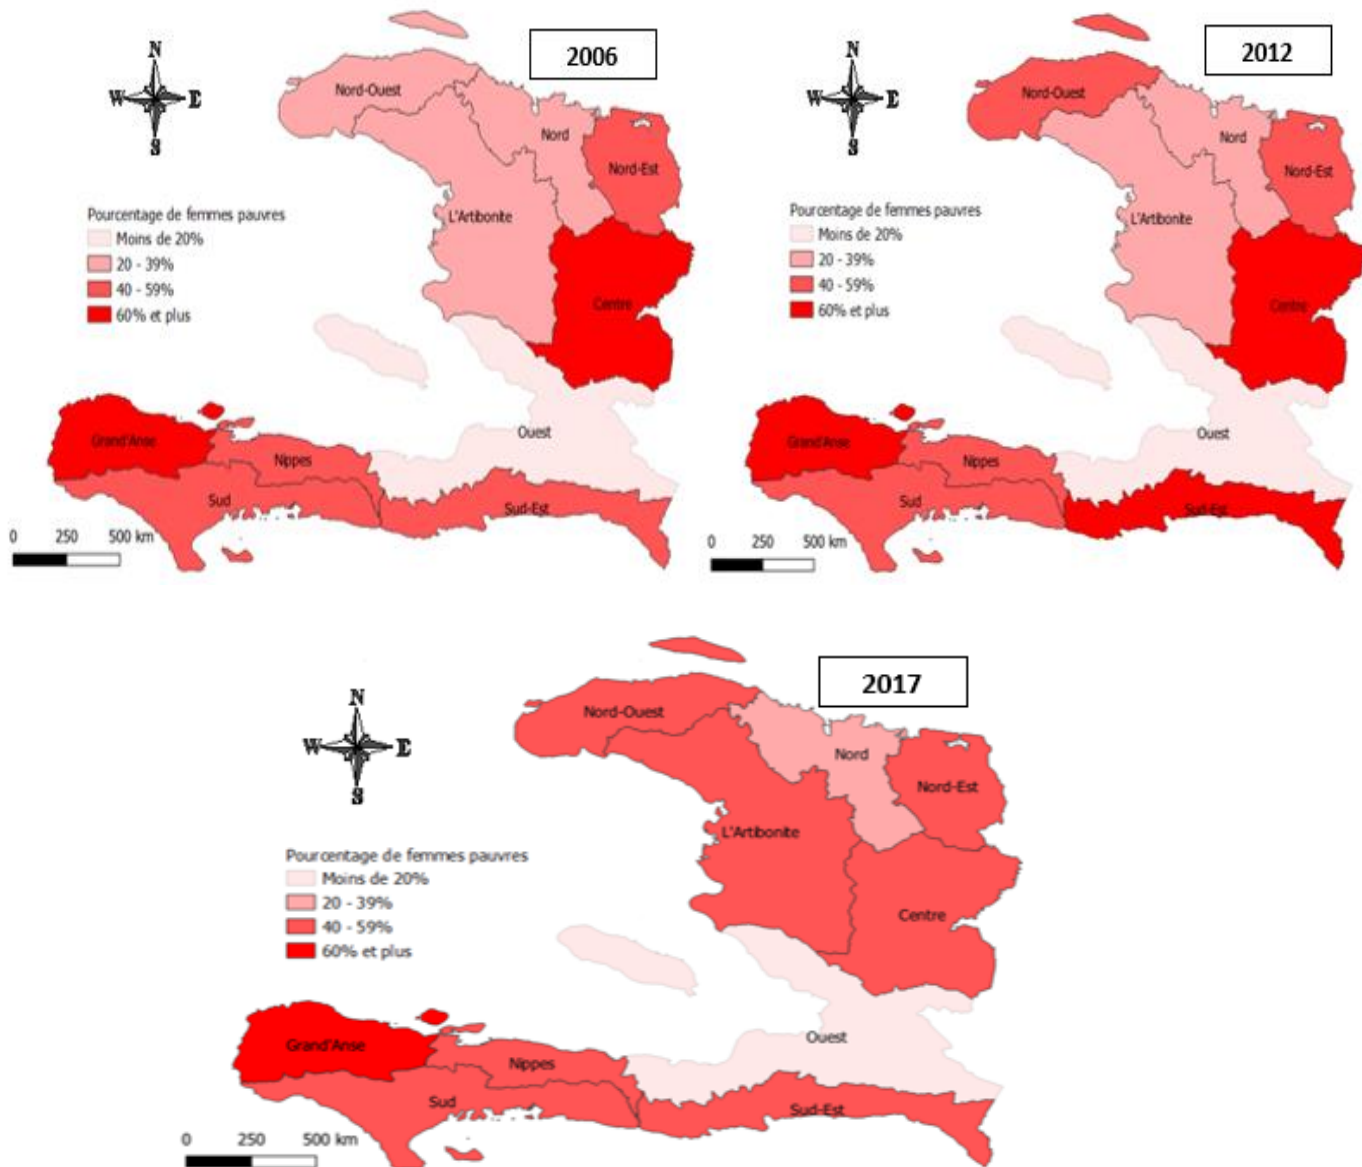 2006
N
W E
S
Nord-Ouest
Nord
Nord-Est
L'Artibonite
Pourcentage de femmes pauvres
Moins de 20%
20 - 39%
40 - 59%
60% et plus
Centre
Grand'Anse
Nippes
Ouest
Sud
Sud-Est
0 250 500 km
2012
N
W E
S
Nord-Ouest
Nord
Nord-Est
L'Artibonite
Pourcentage de femmes pauvres
Moins de 20%
20 - 39%
40 - 59%
60% et plus
Centre
Grand'Anse
Nippes
Ouest
Sud
Sud-Est
0 250 500 km
2017
N
W E
S
Nord-Ouest
Nord
Nord-Est
L'Artibonite
Pourcentage de femmes pauvres
Moins de 20%
20 - 39%
40 - 59%
60% et plus
Centre
Grand'Anse
Nippes
Ouest
Sud
Sud-Est
0 250 500 km